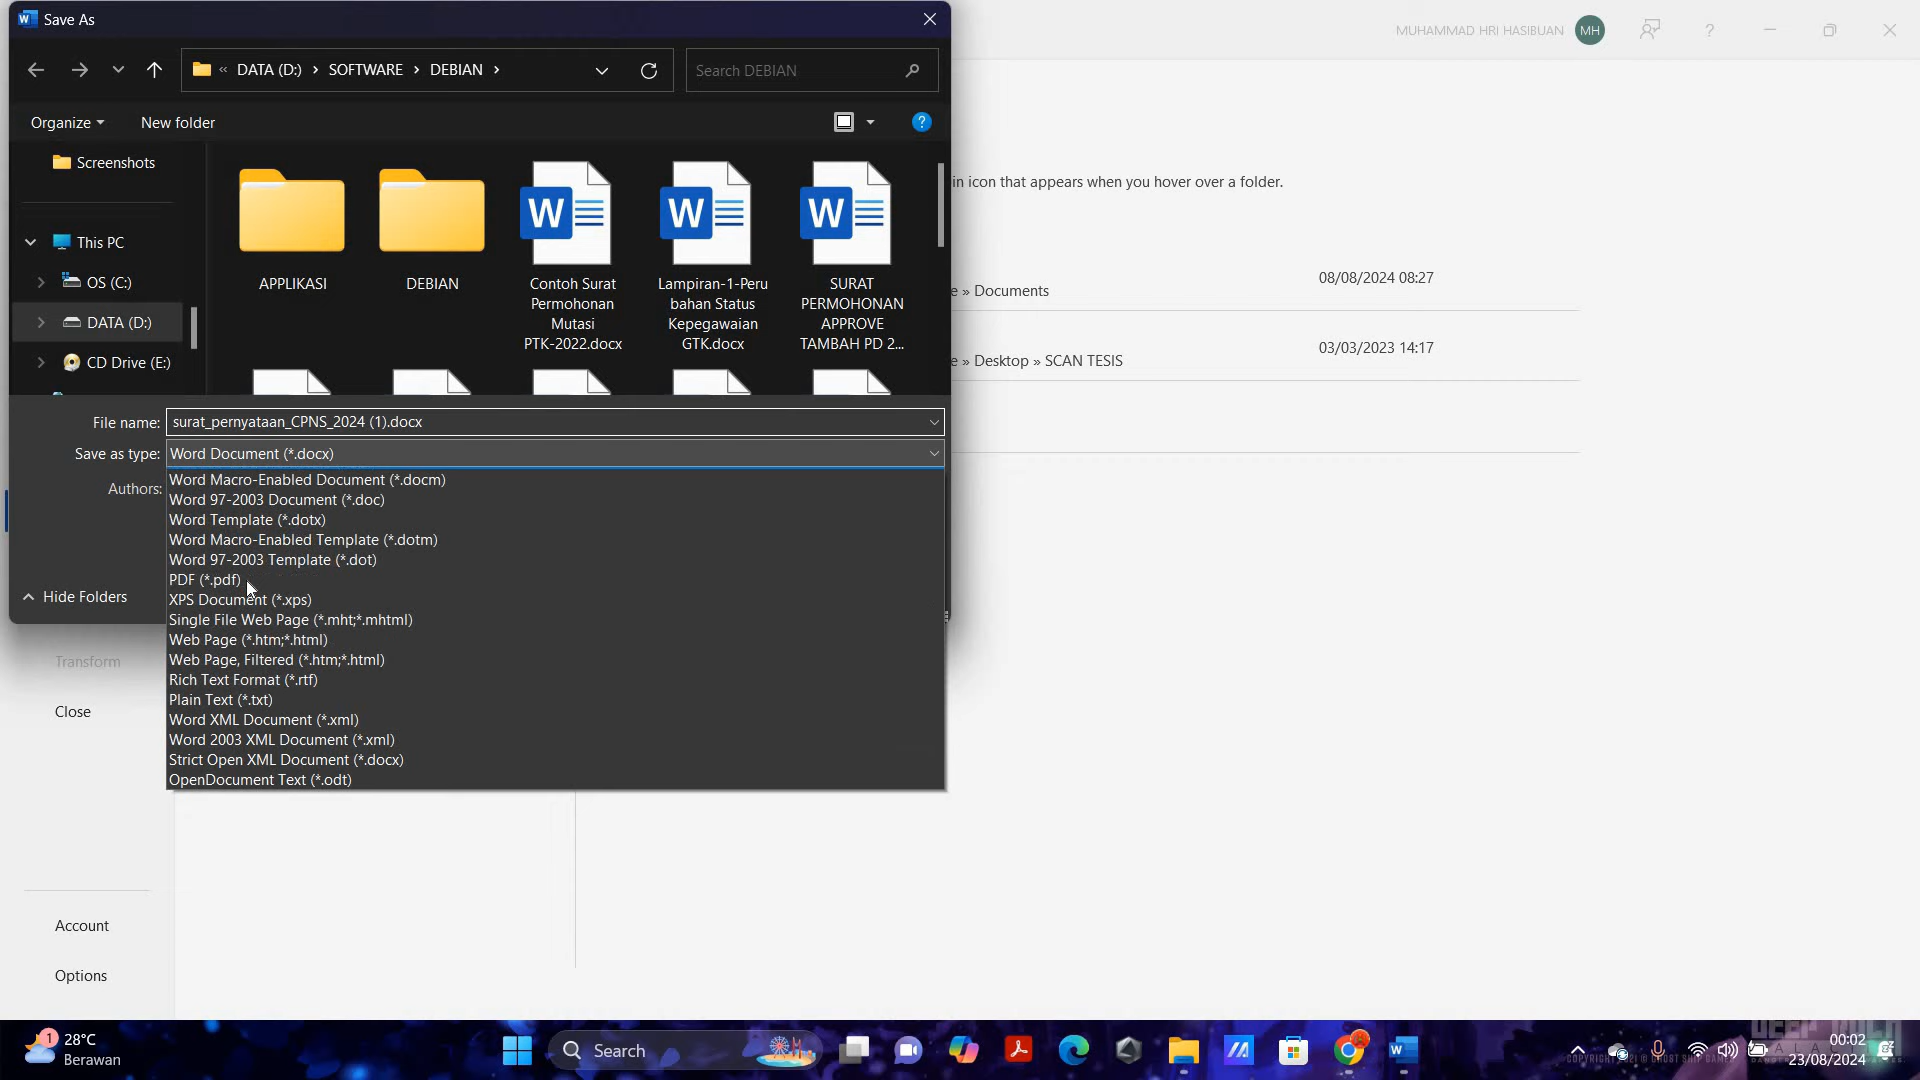 Save As
MUHAMMAD HRI HASIBUAN MH
« DATA (D:) › SOFTWARE › DEBIAN ›
Search DEBIAN
Organize
New folder
in icon that appears when you hover over a folder.
Screenshots
This PC
OS (C:)
DATA (D:)
CD Drive (E:)
APPLIKASI
DEBIAN
Contoh Surat
Permohonan
Mutasi
PTK-2022.docx
Lampiran-1-Peru
bahan Status
Kepegawaian
GTK.docx
SURAT
PERMOHONAN
APPROVE
TAMBAH PD 2...
e » Documents
08/08/2024 08:27
e » Desktop » SCAN TESIS
03/03/2023 14:17
File name: surat_pernyataan_CPNS_2024 (1).docx
Save as type: Word Document (*.docx)
Authors:
Word Macro-Enabled Document (*.docm)
Word 97-2003 Document (*.doc)
Word Template (*.dotx)
Word Macro-Enabled Template (*.dotm)
Word 97-2003 Template (*.dot)
PDF (*.pdf)
XPS Document (*.xps)
Single File Web Page (*.mht;*.mhtml)
Web Page (*.htm;*.html)
Web Page, Filtered (*.htm;*.html)
Rich Text Format (*.rtf)
Plain Text (*.txt)
Word XML Document (*.xml)
Word 2003 XML Document (*.xml)
Strict Open XML Document (*.docx)
OpenDocument Text (*.odt)
Hide Folders
Transform
Close
Account
Options
1
28°C
Berawan
Search
00:02
23/08/2024